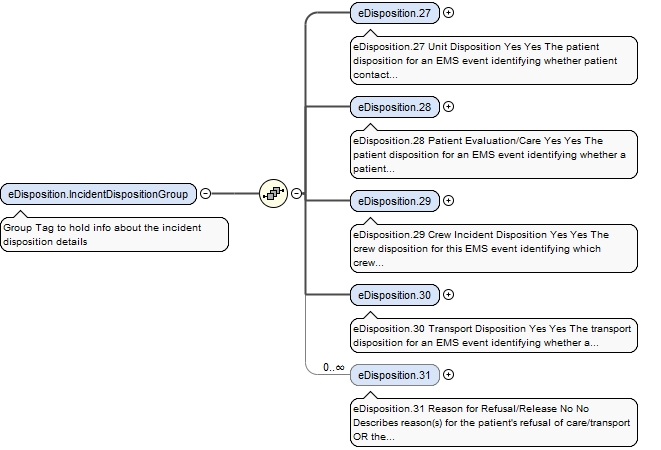 eDisposition.27
eDisposition.27 Unit Disposition Yes Yes The patient
disposition for an EMS event identifying whether patient
contact...
eDisposition.28
eDisposition.28 Patient Evaluation/Care Yes Yes The
patient disposition for an EMS event identifying whether a
patient...
eDisposition.IncidentDispositionGroup
Group Tag to hold info about the incident
disposition details
eDisposition.29
eDisposition.29 Crew Incident Disposition Yes Yes The
crew disposition for this EMS event identifying which
crew...
eDisposition.30
eDisposition.30 Transport Disposition Yes Yes The transport
disposition for an EMS event identifying whether a...
0..∞
eDisposition.31
eDisposition.31 Reason for Refusal/Release No No
Describes reason(s) for the patient's refusal of care/transport
OR the...